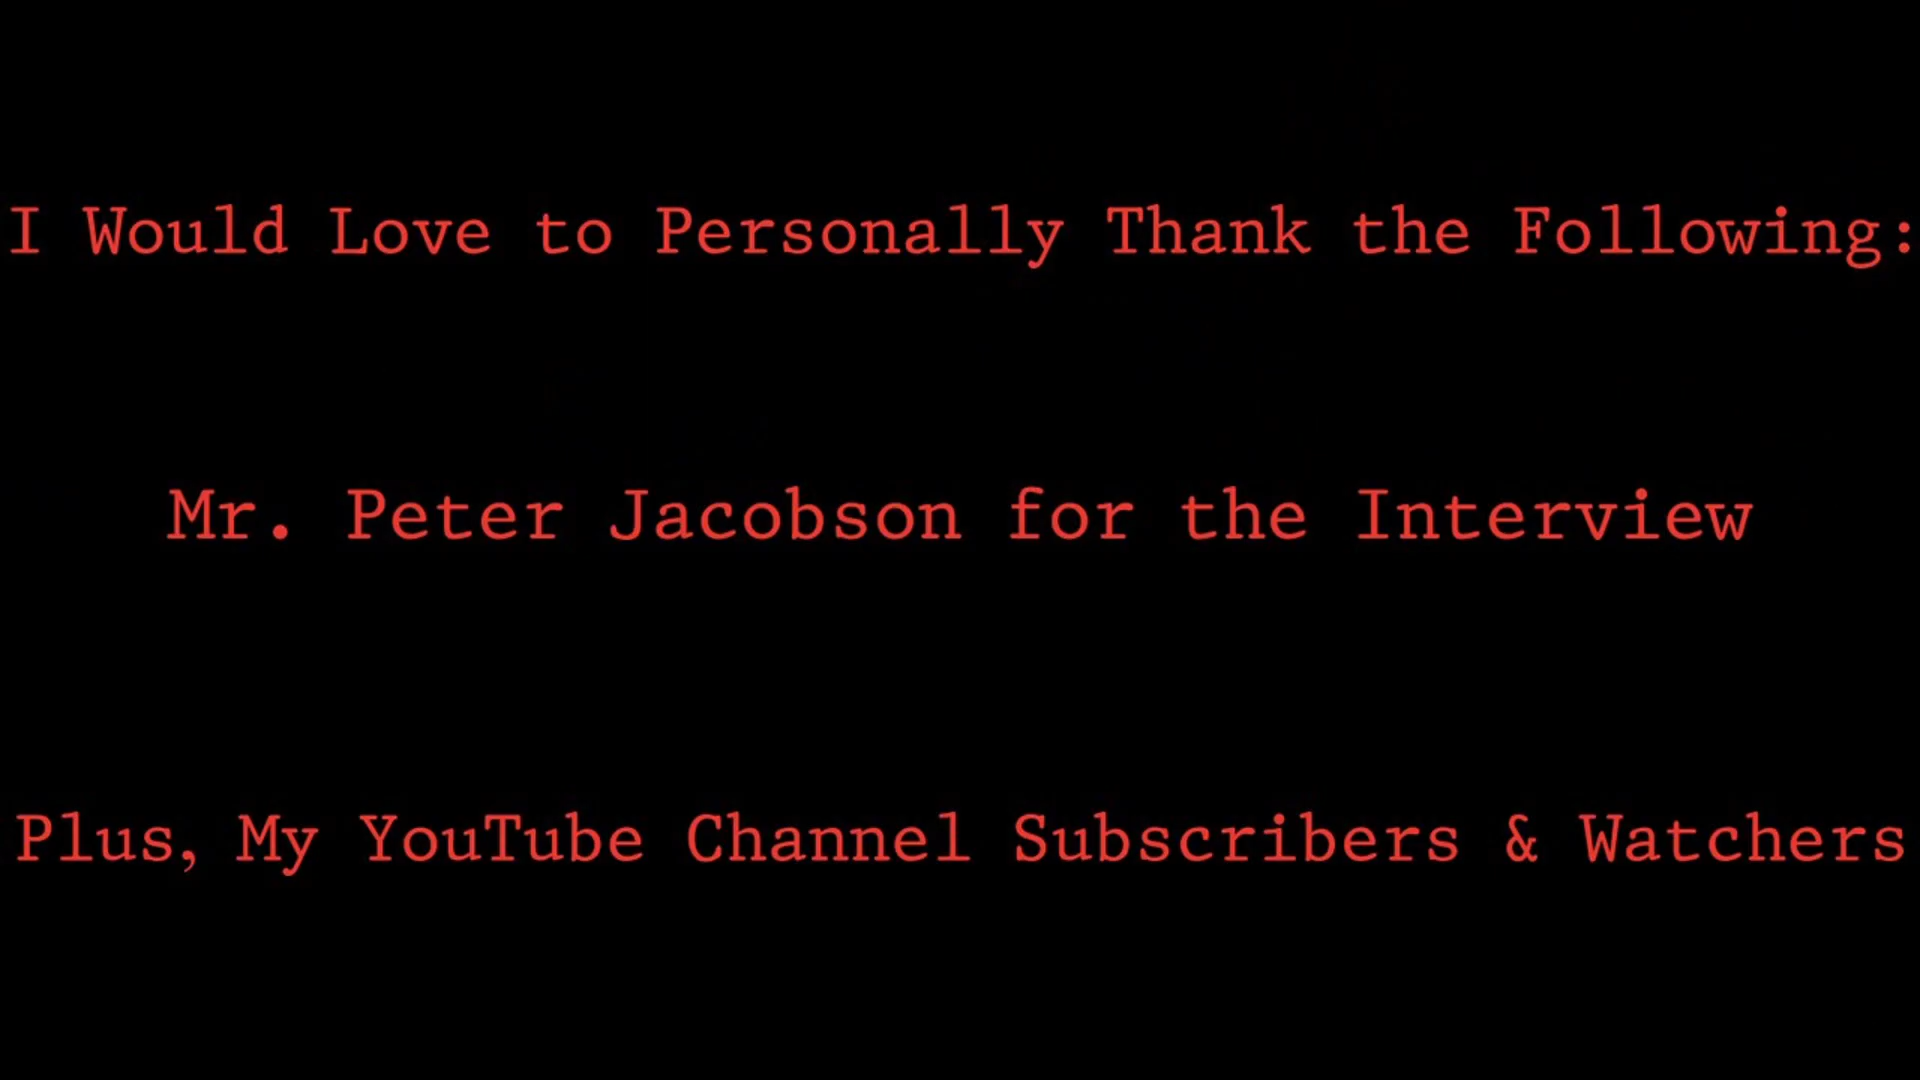 I Would Love to Personally Thank the Following:
Mr. Peter Jacobson for the Interview
Plus, My YouTube Channel Subscribers & Watchers